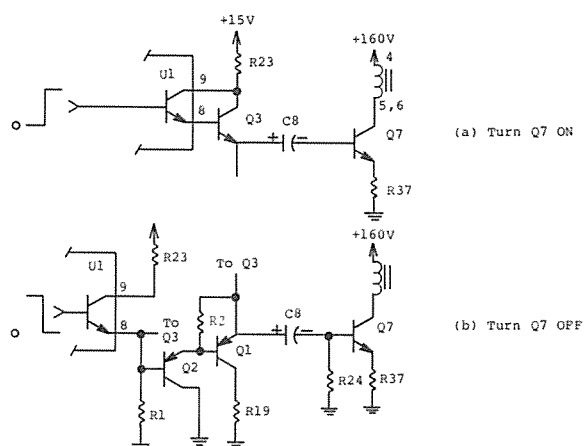 +15V
+160V
R23
4
U1
9
5,6
8
Q3
C8
Q7
(a) Turn Q7 ON
+
−
R37
+160V
R23
To Q3
U1
9
C8
8
To
Q3
R2
+
−
Q7
(b) Turn Q7 OFF
Q2
Q1
R24
R37
R1
R19